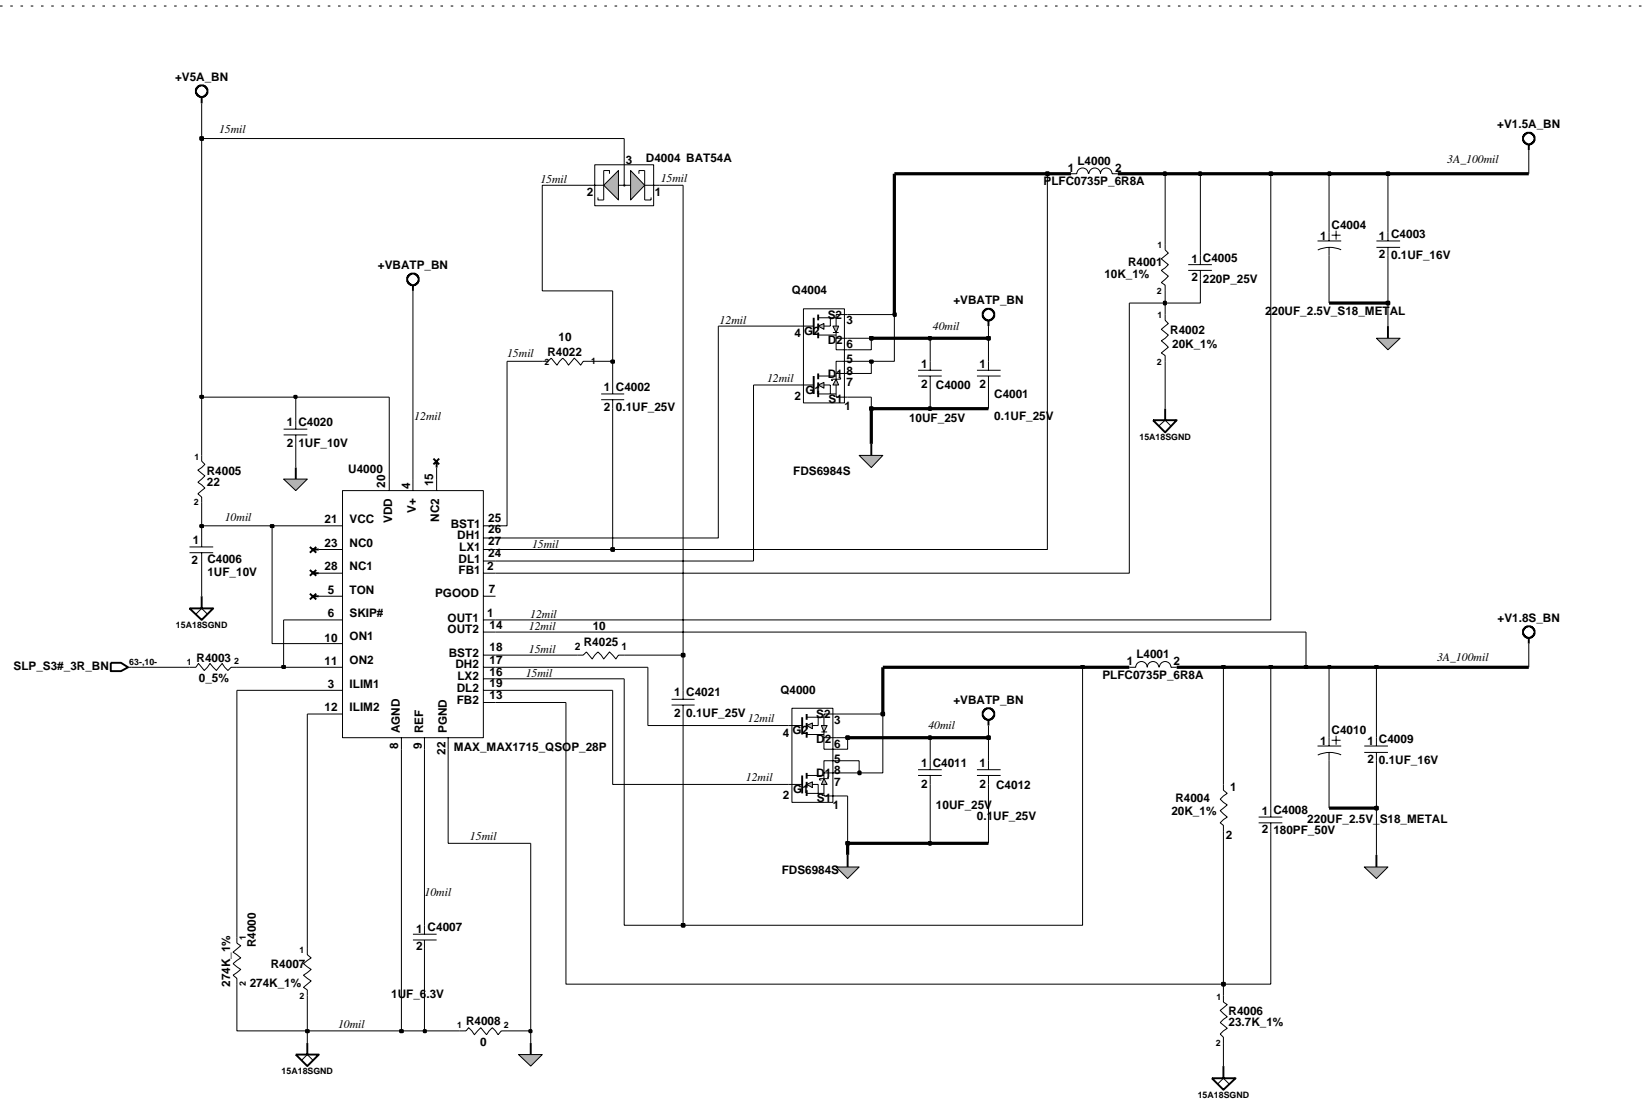 +V5A_BN
15mil
D4004 BAT54A
3
15mil
15mil
2
1
+VBATP_BN
+V1.5A_BN
3A_100mil
L4000
1
2
PLFC0735P_6R8A
1
C4004
1
C4003
2
0.1UF_16V
220UF_2.5V_S18_METAL
1
R4001
10K_1%
2
1
C4005
2
220P_25V
1
R4002
20K_1%
2
15A18SGND
Q4004
+VBATP_BN
12mil
4
G2
S2
3
D2
6
40mil
5
D1
8
7
12mil
2
S1
1
1
C4000
2
10UF_25V
1
2
C4001
0.1UF_25V
FDS6984S
10
15mil
2
R4022
1
1
C4002
2
0.1UF_25V
12mil
1
C4020
2
1UF_10V
1
R4005
22
2
10mil
1
2
C4006
1UF_10V
15A18SGND
U4000
20
VDD
4
V+
15
NC2
21
VCC
23
NC0
28
NC1
5
TON
6
SKIP#
10
ON1
11
ON2
3
ILIM1
12
ILIM2
BST1
25
DH1
26
LX1
27
15mil
DL1
24
FB1
2
PGOOD
7
OUT1
1
12mil
OUT2
14
12mil
BST2
18
15mil
DH2
17
LX2
16
15mil
DL2
19
FB2
13
AGND
8
REF
9
PGND
22
MAX_MAX1715_QSOP_28P
SLP_S3#_3R_BN
63-,10-
1
R4003
2
0_5%
10
2
R4025
1
1
C4021
2
0.1UF_25V
+V1.8S_BN
3A_100mil
L4001
1
2
PLFC0735P_6R8A
Q4000
+VBATP_BN
12mil
4
G2
S2
3
D2
6
40mil
5
D1
8
7
12mil
2
S1
1
1
C4011
2
10UF_25V
1
2
C4012
0.1UF_25V
FDS6984S
1
C4010
1
C4009
2
0.1UF_16V
220UF_2.5V_S18_METAL
1
R4004
20K_1%
2
1
C4008
2
180PF_50V
1
R4006
23.7K_1%
2
15A18SGND
15mil
10mil
1
C4007
2
1UF_6.3V
1
R4000
274K_1%
2
1
R4007
274K_1%
2
10mil
1
R4008
2
0
15A18SGND